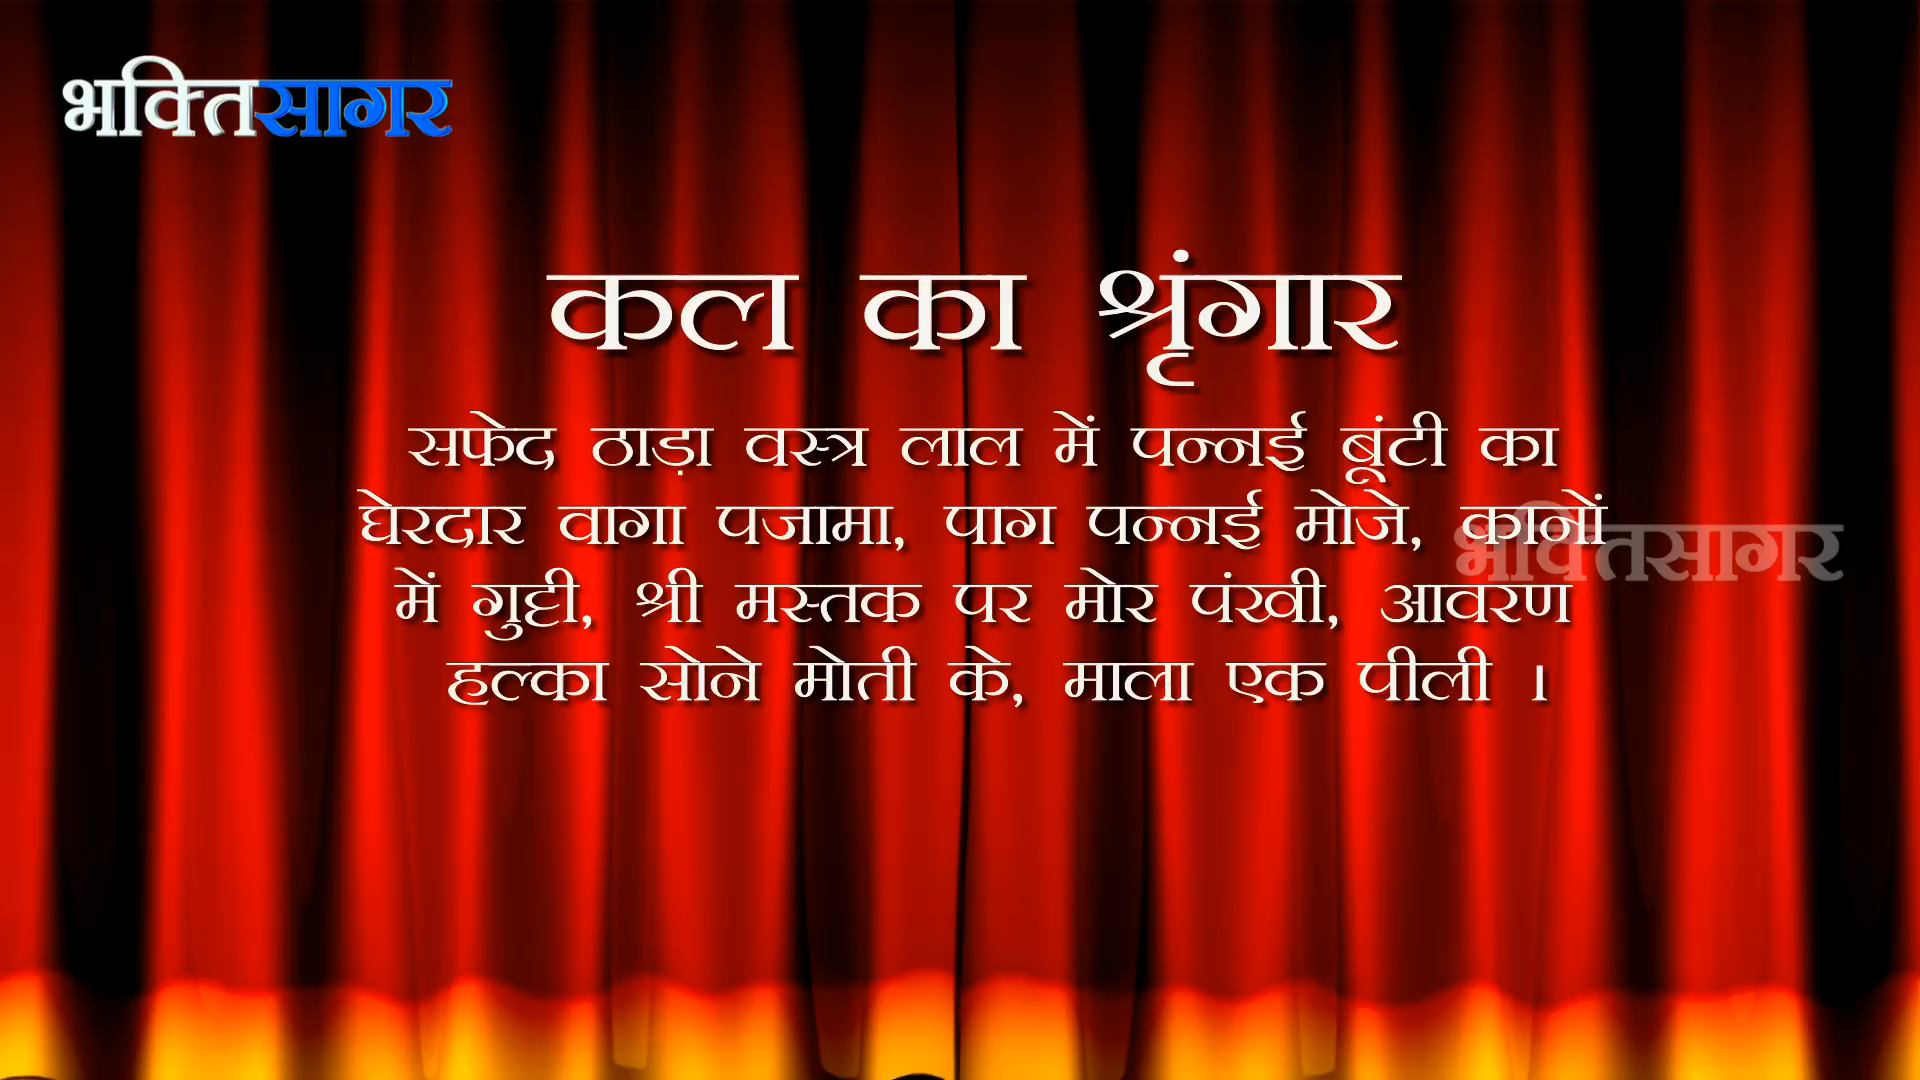 भक्तिसागर
कल का श्रृंगार
सफेद ठाड़ा वस्त्र लाल में पन्नई बूंटी का
घेरदार वागा पजामा, पाग पन्नई मोजे, कानों
में गुट्टी, श्री मस्तक पर मोर पंखी, आवरण
हल्का सोने मोती के, माला एक पीली ।
भक्तिसागर